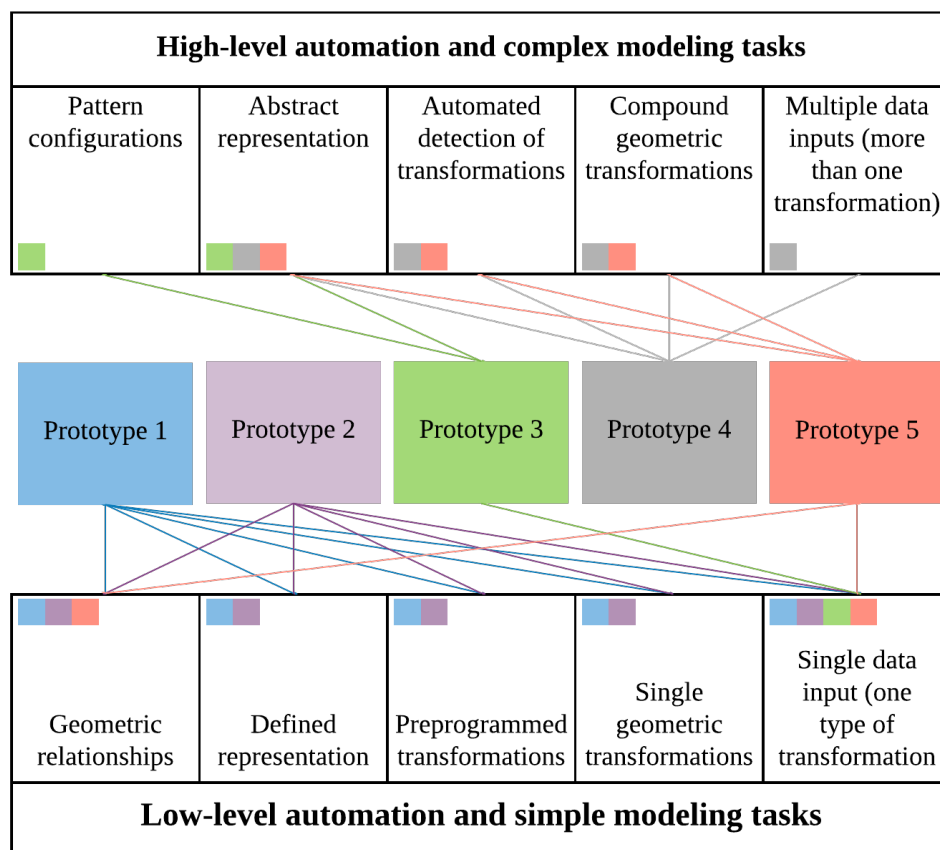 High-level automation and complex modeling tasks
Pattern
configurations
Abstract
representation
Automated
detection of
transformations
Compound
geometric
transformations
Multiple data
inputs (more
than one
transformation)
Prototype 1
Prototype 2
Prototype 3
Prototype 4
Prototype 5
Geometric
relationships
Defined
representation
Preprogrammed
transformations
Single
geometric
transformations
Single data
input (one
type of
transformation
Low-level automation and simple modeling tasks